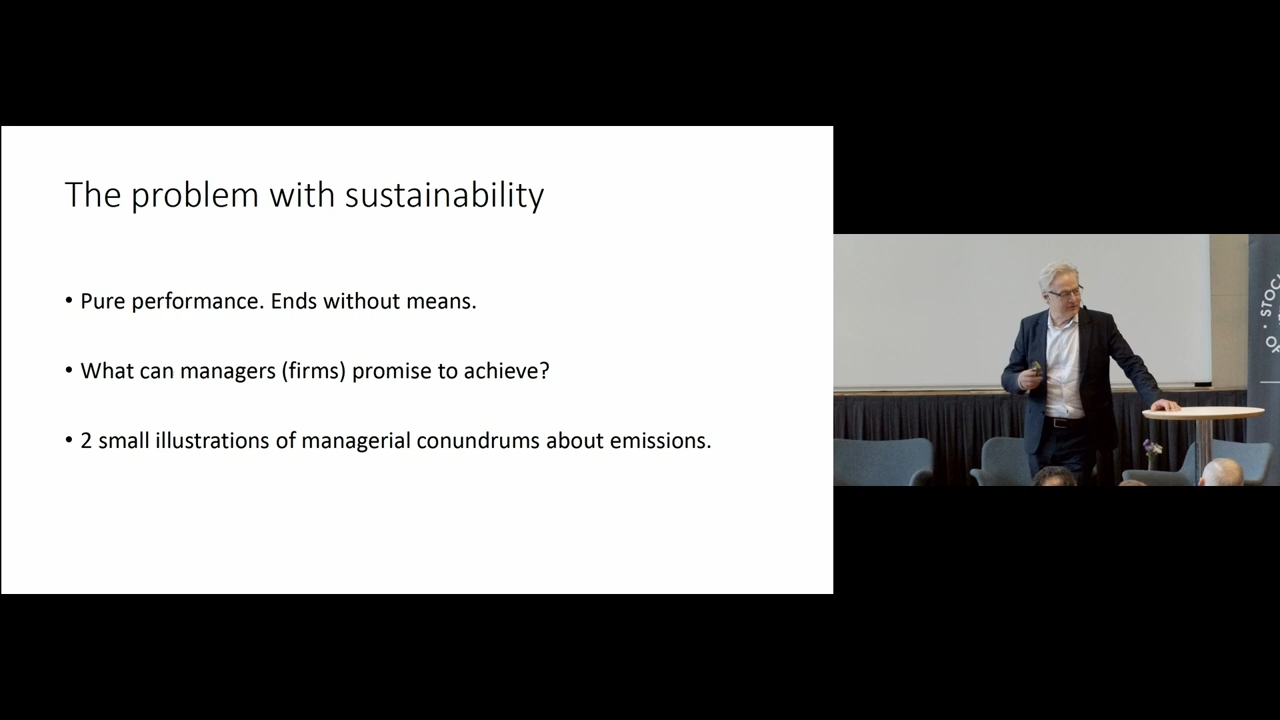 The problem with sustainability
• Pure performance. Ends without means.
• What can managers (firms) promise to achieve?
• 2 small illustrations of managerial conundrums about emissions.